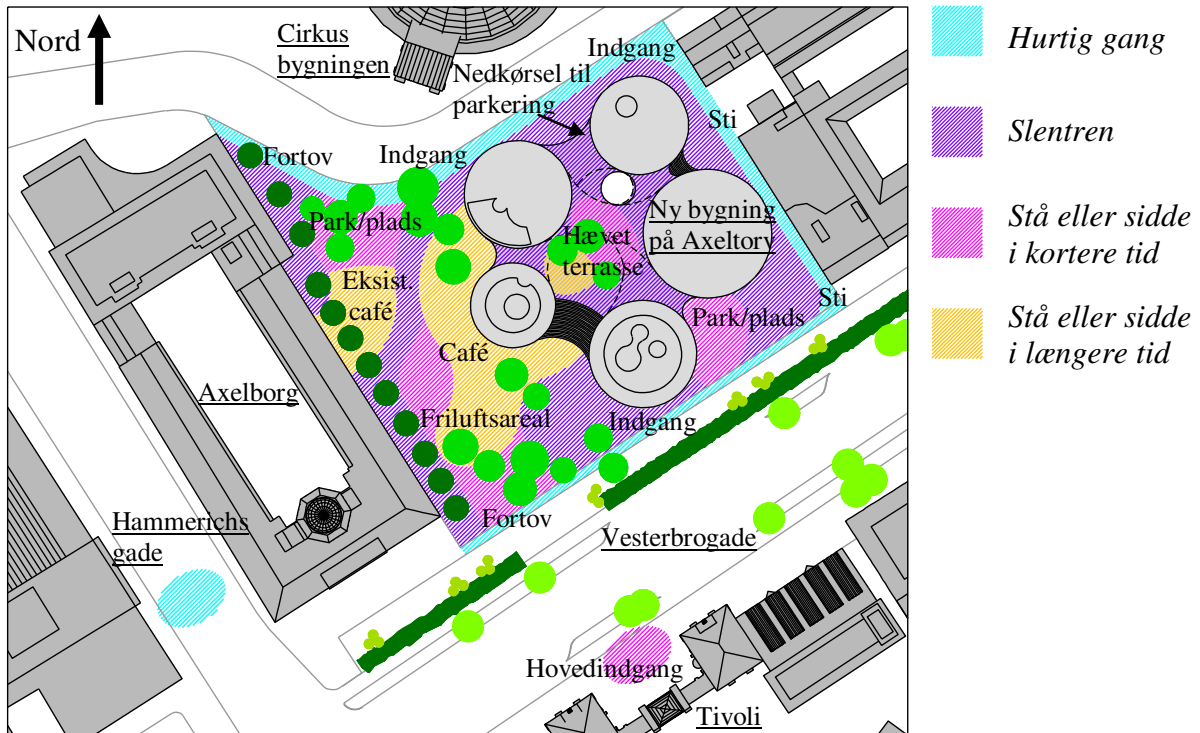 Nord
Cirkus
bygningen
Indgang
Nedkørsel til
parkering
Sti
Fortov
Indgang
Park/plads
Ny bygning
på Axeltorv
Hævet
terrasse
Eksist.
café
Sti
Park/plads
Café
Axelborg
Friluftsareal
Indgang
Fortov
Hammerichs
gade
Vesterbrogade
Hovedindgang
Tivoli
Hurtig gang
Slentren
Stå eller sidde
i kortere tid
Stå eller sidde
i længere tid